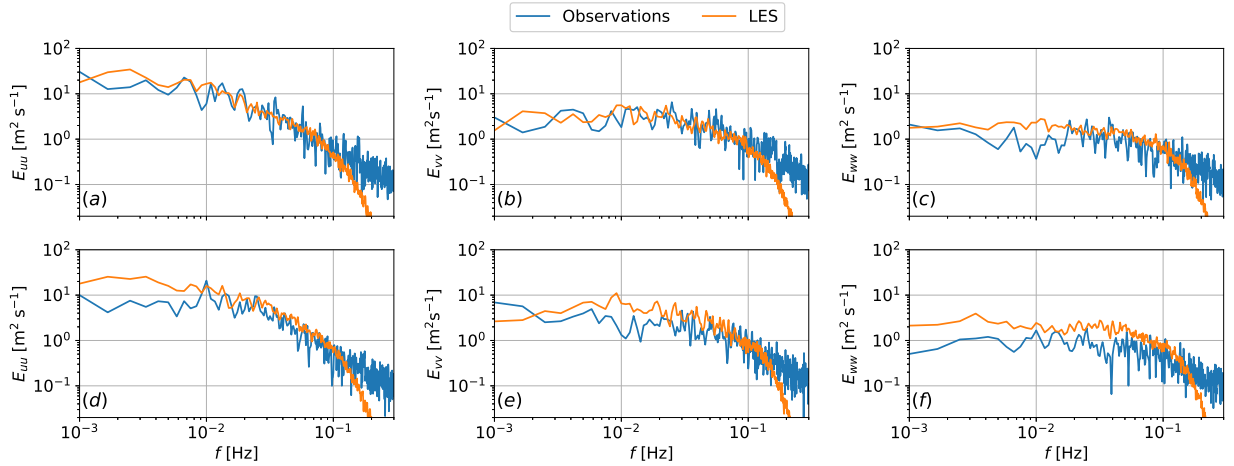 Observations LES
10² 10¹ 10⁰ 10⁻¹ E_uu [m² s⁻¹] (a)
10² 10¹ 10⁰ 10⁻¹ E_vv [m²s⁻¹] (b)
10² 10¹ 10⁰ 10⁻¹ E_ww [m² s⁻¹] (c)
10² 10¹ 10⁰ 10⁻¹ E_uu [m² s⁻¹] (d)
10⁻³ 10⁻² 10⁻¹
f [Hz]
10² 10¹ 10⁰ 10⁻¹ E_vv [m²s⁻¹] (e)
10⁻³ 10⁻² 10⁻¹
f [Hz]
10² 10¹ 10⁰ 10⁻¹ E_ww [m² s⁻¹] (f)
10⁻³ 10⁻² 10⁻¹
f [Hz]